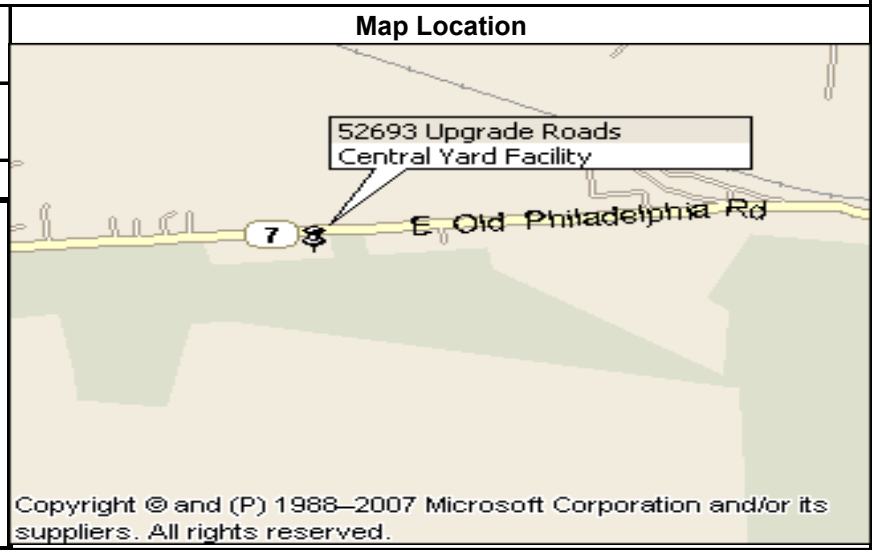 Map Location
52693 Upgrade Roads
Central Yard Facility
7
E Old Philadelphia Rd
Copyright © and (P) 1988–2007 Microsoft Corporation and/or its
suppliers. All rights reserved.